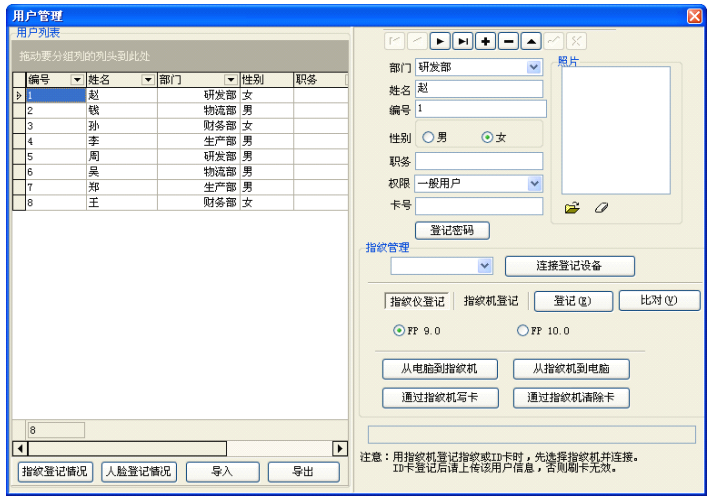 用户管理
用户列表
拖动要分组列的列头到此处
编号 姓名 部门 性别 职务
1 赵 研发部 女
2 钱 物流部 男
3 孙 财务部 女
4 李 生产部 男
5 周 研发部 男
6 吴 物流部 男
7 郑 生产部 男
8 王 财务部 女
8
指纹登记情况 人脸登记情况 导入 导出
部门 研发部
姓名 赵
编号 1
性别 男 女
职务
权限 一般用户
卡号
登记密码
照片
指纹管理
连接登记设备
指纹仪登记 指纹机登记 登记(E) 比对(V)
FP 9.0 FP 10.0
从电脑到指纹机 从指纹机到电脑
通过指纹机写卡 通过指纹机清除卡
注意：用指纹机登记指纹或ID卡时，先选择指纹机并连接。
ID卡登记后请上传该用户信息，否则刷卡无效。